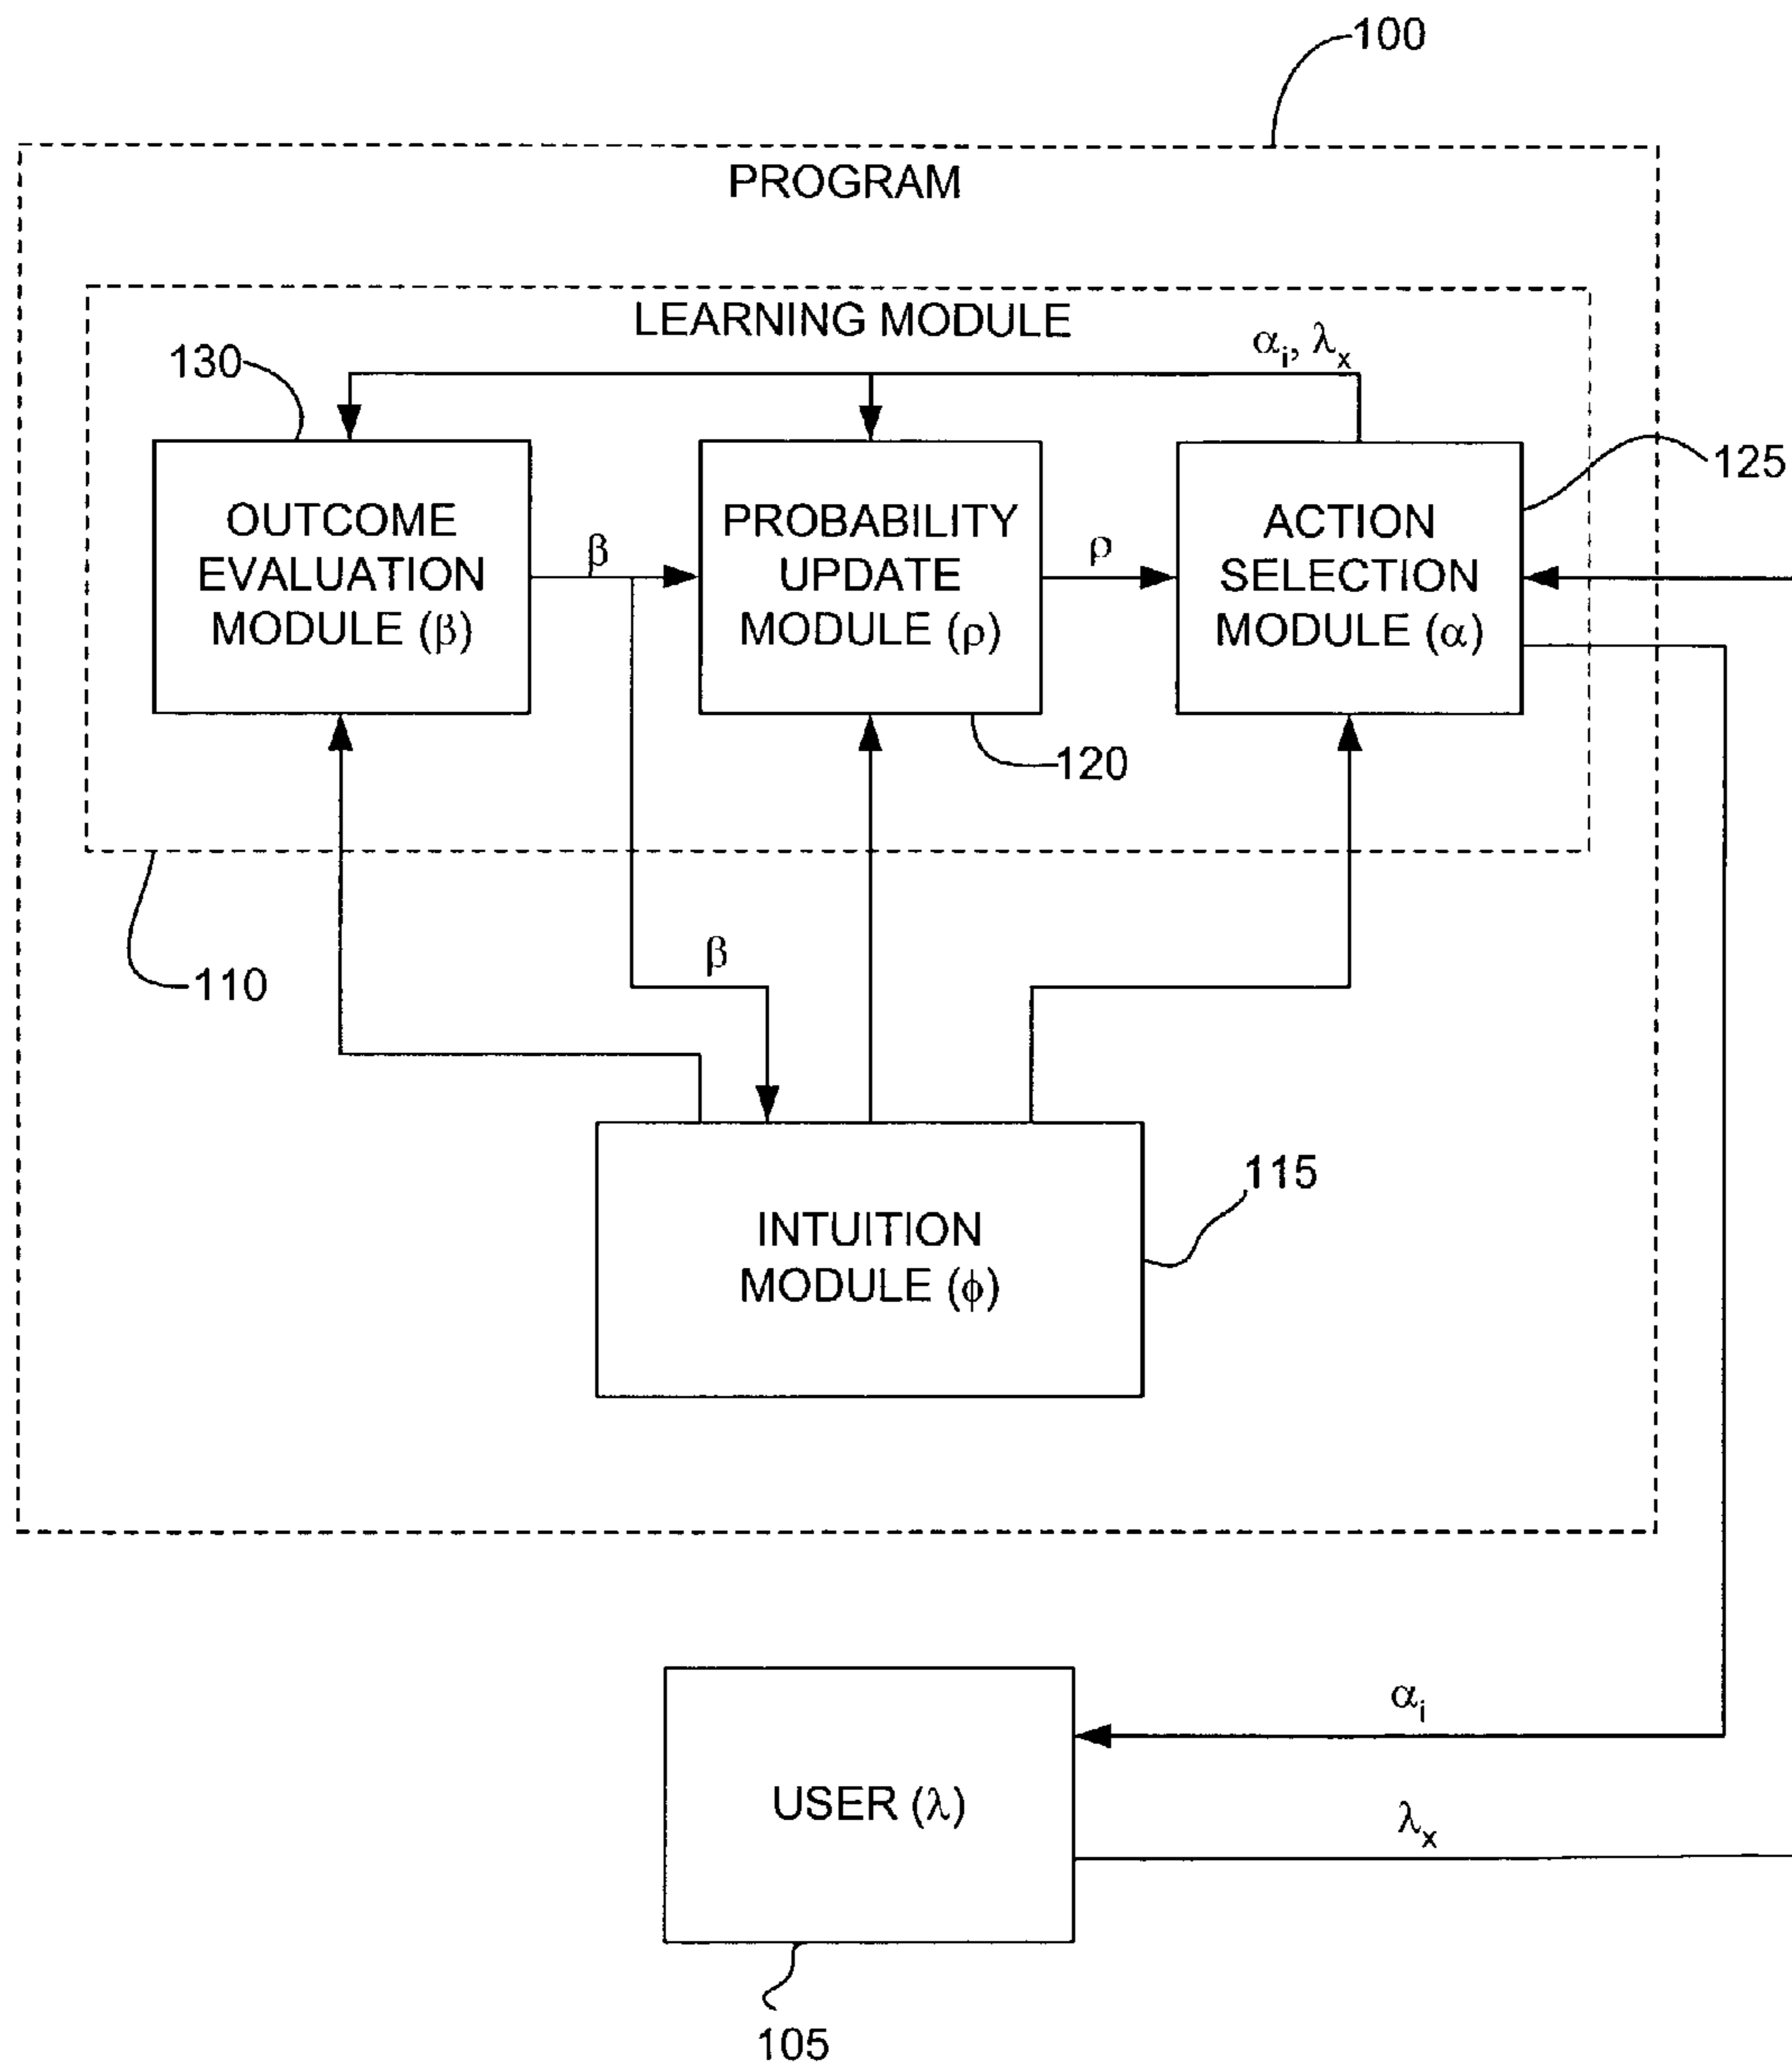 100
PROGRAM
LEARNING MODULE
αi, λx
130
125
OUTCOME
EVALUATION
MODULE (β)
β
PROBABILITY
UPDATE
MODULE (ρ)
ρ
ACTION
SELECTION
MODULE (α)
120
β
110
115
INTUITION
MODULE (ϕ)
αi
USER (λ)
λx
105